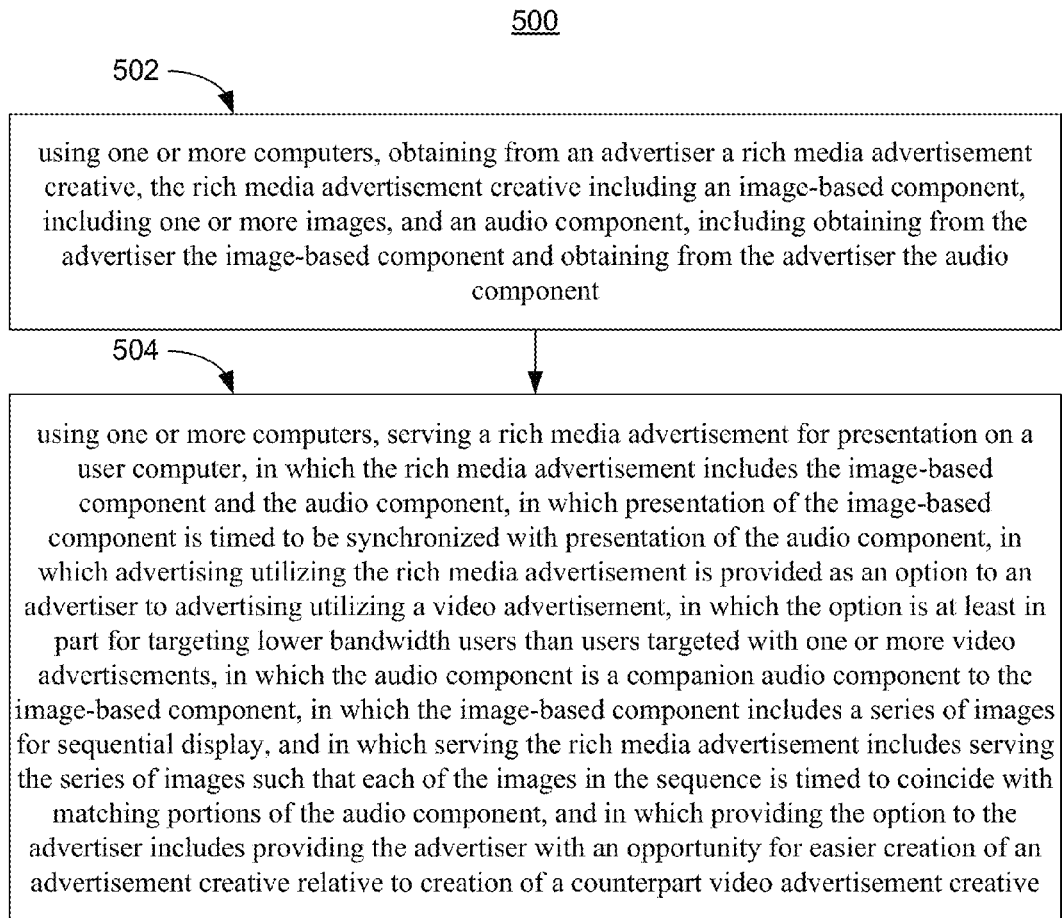 500
502
using one or more computers, obtaining from an advertiser a rich media advertisement
creative, the rich media advertisement creative including an image-based component,
including one or more images, and an audio component, including obtaining from the
advertiser the image-based component and obtaining from the advertiser the audio
component
504
using one or more computers, serving a rich media advertisement for presentation on a
user computer, in which the rich media advertisement includes the image-based
component and the audio component, in which presentation of the image-based
component is timed to be synchronized with presentation of the audio component, in
which advertising utilizing the rich media advertisement is provided as an option to an
advertiser to advertising utilizing a video advertisement, in which the option is at least in
part for targeting lower bandwidth users than users targeted with one or more video
advertisements, in which the audio component is a companion audio component to the
image-based component, in which the image-based component includes a series of images
for sequential display, and in which serving the rich media advertisement includes serving
the series of images such that each of the images in the sequence is timed to coincide with
matching portions of the audio component, and in which providing the option to the
advertiser includes providing the advertiser with an opportunity for easier creation of an
advertisement creative relative to creation of a counterpart video advertisement creative